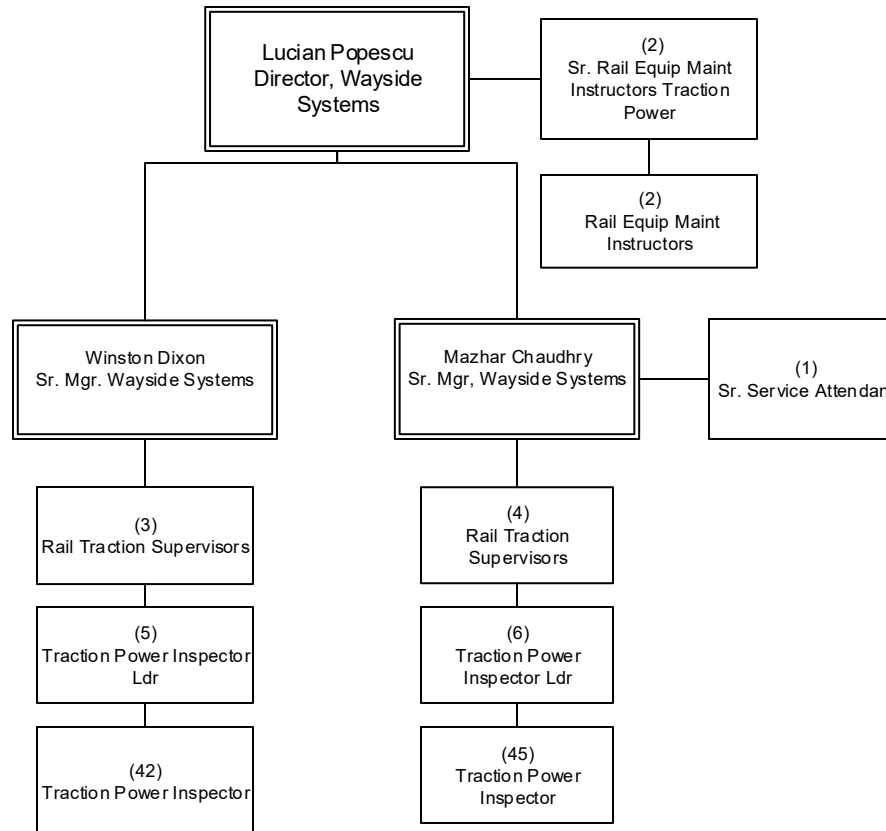 Lucian Popescu
Director, Wayside
Systems
(2)
Sr. Rail Equip Maint
Instructors Traction
Power
(2)
Rail Equip Maint
Instructors
Winston Dixon
Sr. Mgr. Wayside Systems
Mazhar Chaudhry
Sr. Mgr, Wayside Systems
(1)
Sr. Service Attendan
(3)
Rail Traction Supervisors
(4)
Rail Traction
Supervisors
(5)
Traction Power Inspector
Ldr
(6)
Traction Power
Inspector Ldr
(42)
Traction Power Inspector
(45)
Traction Power
Inspector